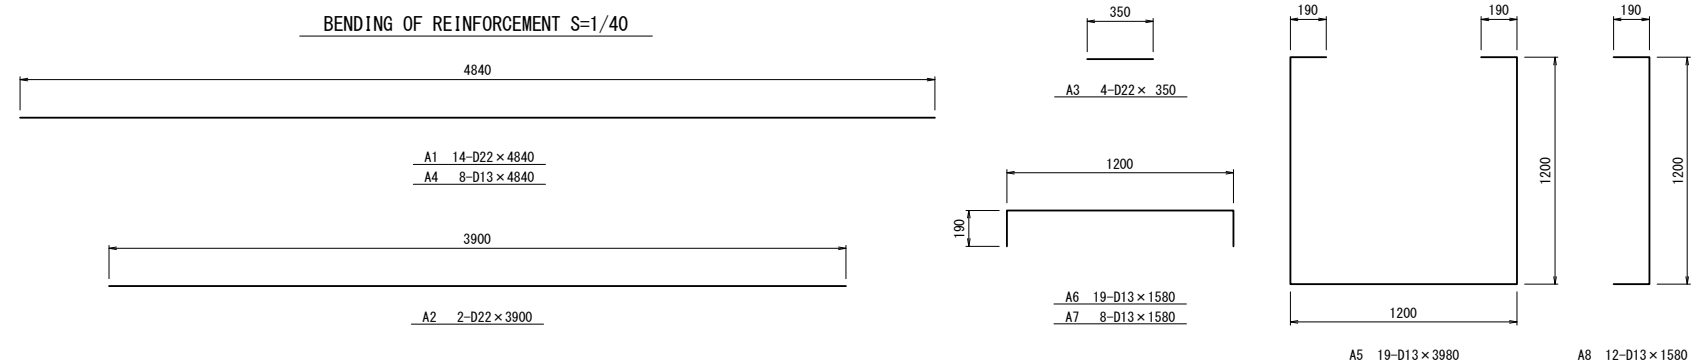 BENDING OF REINFORCEMENT S=1/40
4840
A1 14-D22×4840
A4 8-D13×4840
3900
A2 2-D22×3900
350
A3 4-D22× 350
1200
190
A6 19-D13×1580
A7 8-D13×1580
190
190
1200
1200
A5 19-D13×3980
190
1200
A8 12-D13×1580